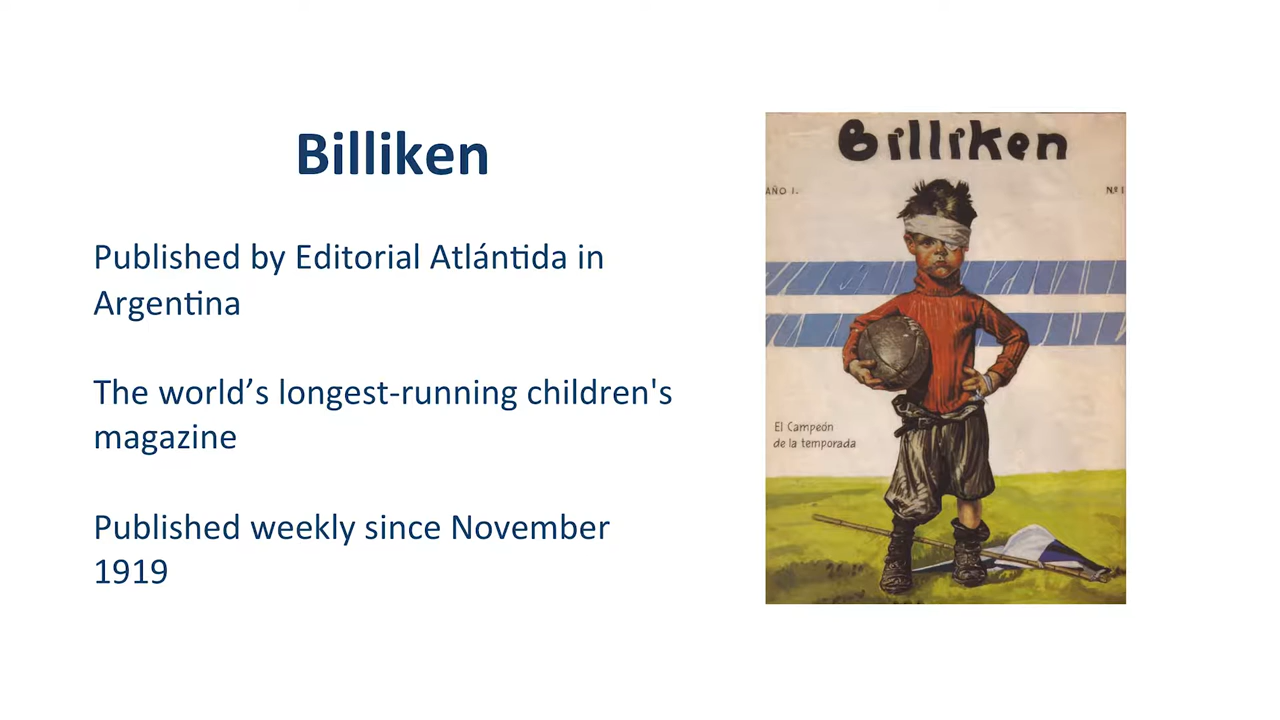 Billiken
Published by Editorial Atlántida in
Argentina
The world’s longest-running children's
magazine
Published weekly since November
1919
Billiken
AÑO I.
Nº 1
El Campeón
de la temporada